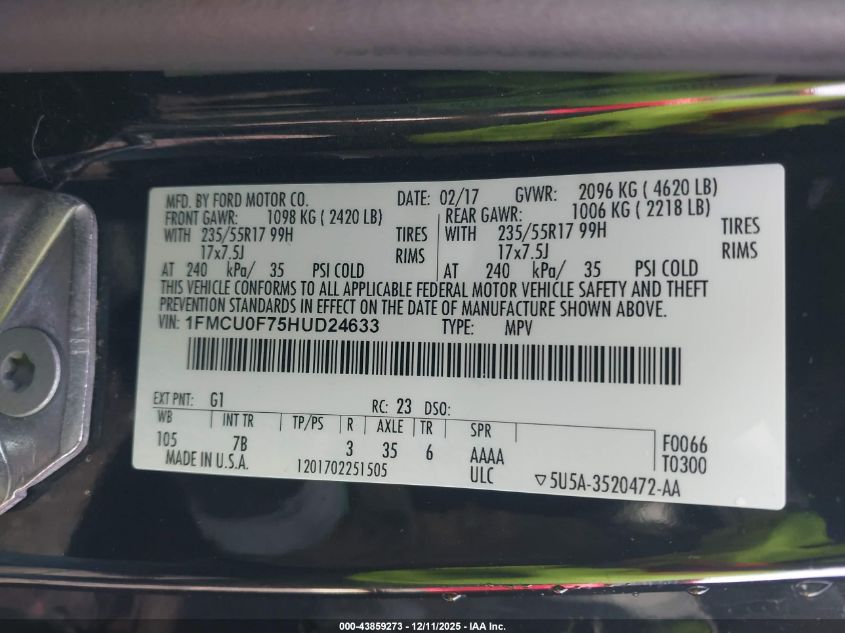 MFD. BY FORD MOTOR CO. DATE: 02/17 GVWR: 2096 KG ( 4620 LB)
FRONT GAWR: 1098 KG ( 2420 LB) REAR GAWR: 1006 KG ( 2218 LB)
WITH 235/55R17 99H TIRES WITH 235/55R17 99H TIRES
17x7.5J RIMS 17x7.5J RIMS
AT 240 kPa/ 35 PSI COLD AT 240 kPa/ 35 PSI COLD
THIS VEHICLE CONFORMS TO ALL APPLICABLE FEDERAL MOTOR VEHICLE SAFETY AND THEFT
PREVENTION STANDARDS IN EFFECT ON THE DATE OF MANUFACTURE SHOWN ABOVE.
VIN: 1FMCU0F75HUD24633 TYPE: MPV
EXT PNT: G1 RC: 23 DSO:
WB INT TR TP/PS R AXLE TR SPR
105 7B 3 35 6 AAAA F0066
MADE IN U.S.A. 1201702251505 ULC T0300
▽5U5A-3520472-AA
000-43859273 - 12/11/2025 - IAA Inc.